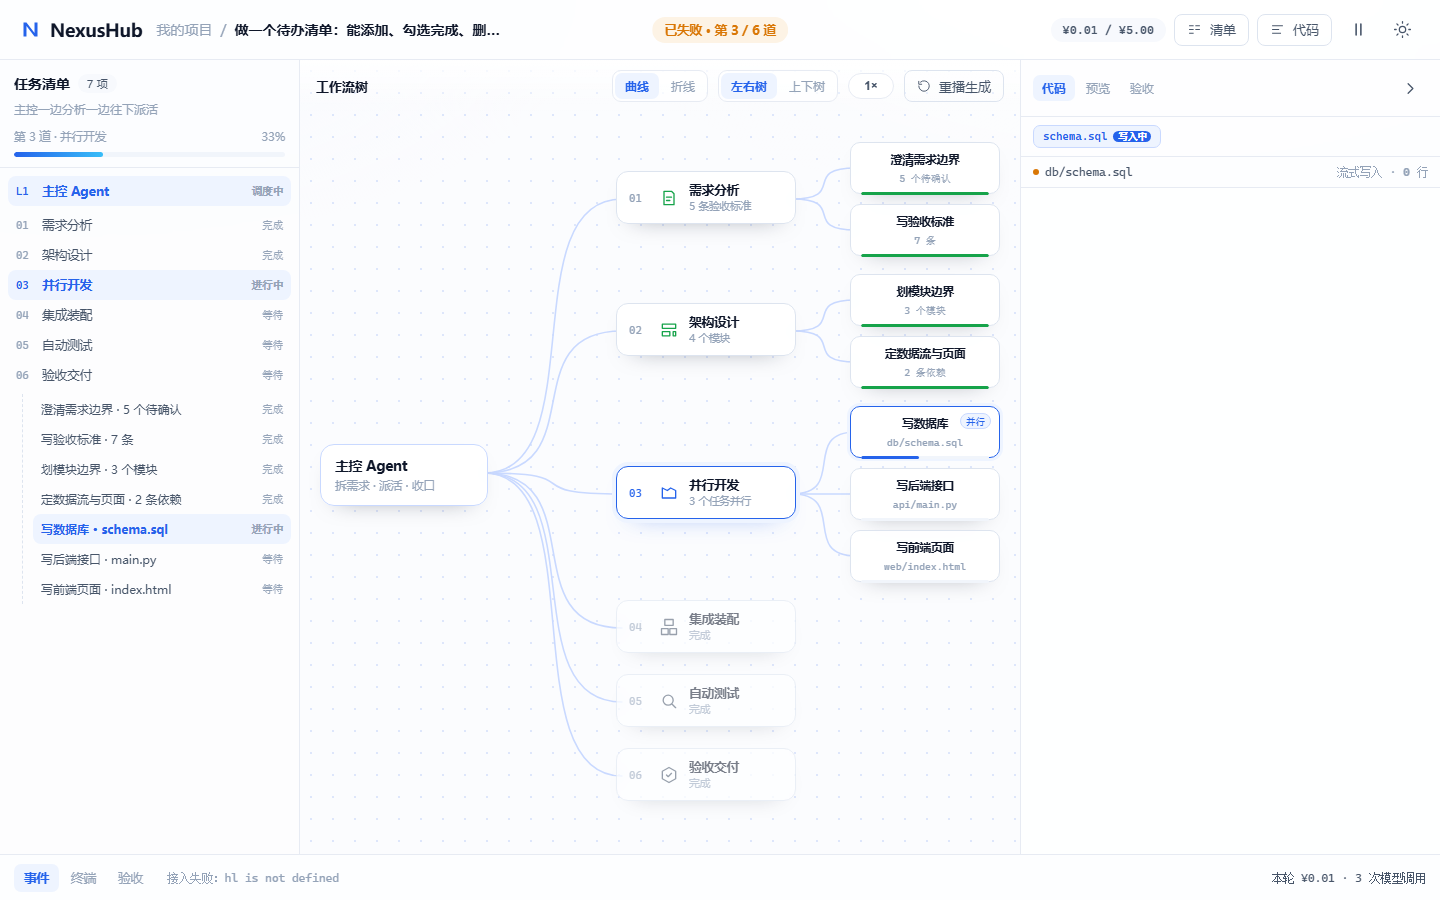 NexusHub 我的项目 / 做一个待办清单：能添加、勾选完成、删...
已失败 • 第 3 / 6 道
¥0.01 / ¥5.00 清单 代码
任务清单 7 项
主控一边分析一边往下派活
第 3 道 · 并行开发 33%
L1 主控 Agent 调度中
01 需求分析 完成
02 架构设计 完成
03 并行开发 进行中
04 集成装配 等待
05 自动测试 等待
06 验收交付 等待
澄清需求边界 · 5 个待确认 完成
写验收标准 · 7 条 完成
划模块边界 · 3 个模块 完成
定数据流与页面 · 2 条依赖 完成
写数据库 • schema.sql 进行中
写后端接口 · main.py 等待
写前端页面 · index.html 等待
工作流树 曲线 折线 左右树 上下树 1× 重播生成
主控 Agent
拆需求 · 派活 · 收口
01 需求分析
5 条验收标准
澄清需求边界
5 个待确认
写验收标准
7 条
02 架构设计
4 个模块
划模块边界
3 个模块
定数据流与页面
2 条依赖
03 并行开发
3 个任务并行
写数据库 并行
db/schema.sql
写后端接口
api/main.py
写前端页面
web/index.html
04 集成装配
完成
05 自动测试
完成
06 验收交付
完成
代码 预览 验收
schema.sql 写入中
db/schema.sql 流式写入 · 0 行
事件 终端 验收 接入失败: hl is not defined
本轮 ¥0.01 · 3 次模型调用